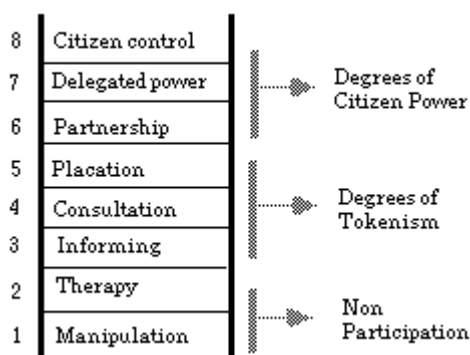 8 Citizen control
7 Delegated power
6 Partnership
5 Placation
4 Consultation
3 Informing
2 Therapy
1 Manipulation
Degrees of
Citizen Power
Degrees of
Tokenism
Non
Participation